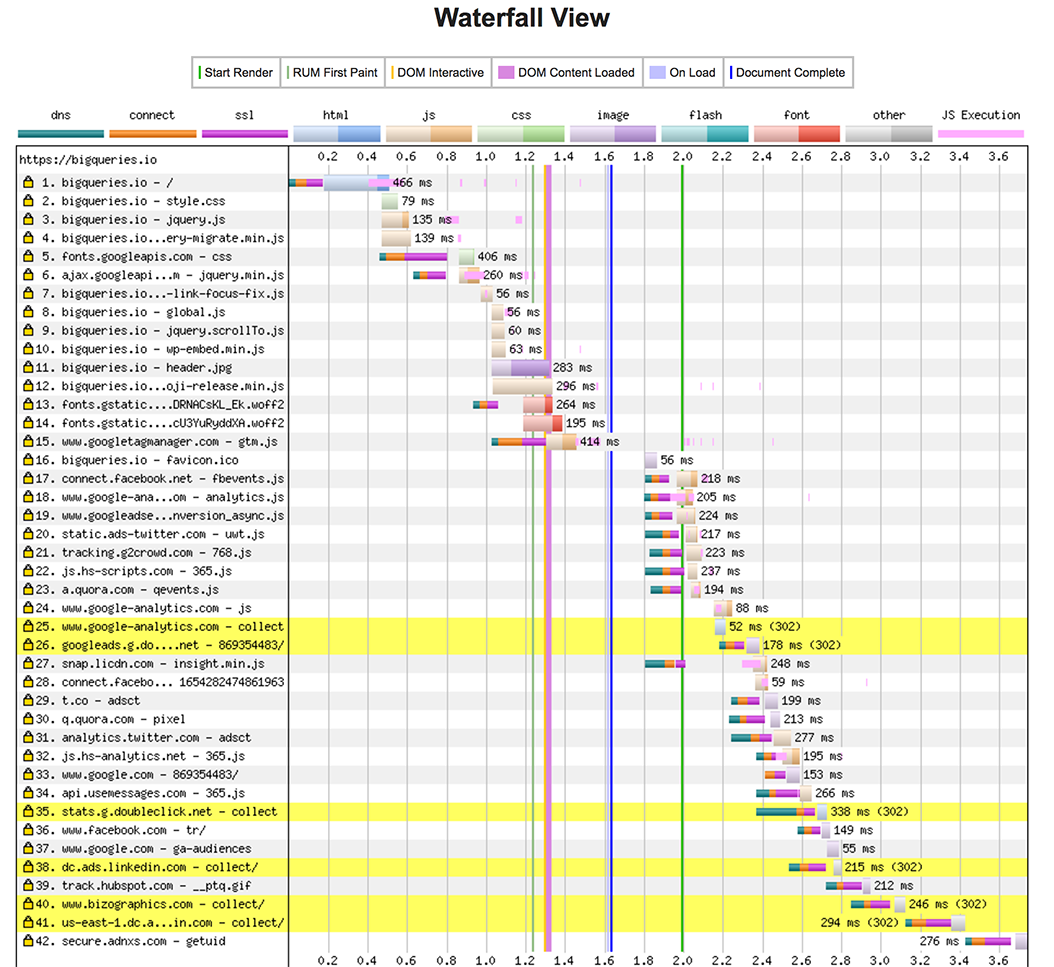 Waterfall View
Start Render RUM First Paint DOM Interactive DOM Content Loaded On Load Document Complete
dns connect ssl html js css image flash font other JS Execution
https://bigqueries.io 0.2 0.4 0.6 0.8 1.0 1.2 1.4 1.6 1.8 2.0 2.2 2.4 2.6 2.8 3.0 3.2 3.4 3.6
1. bigqueries.io - / 466 ms
2. bigqueries.io - style.css 79 ms
3. bigqueries.io - jquery.js 135 ms
4. bigqueries.io...ery-migrate.min.js 139 ms
5. fonts.googleapis.com - css 406 ms
6. ajax.googleapi...m - jquery.min.js 260 ms
7. bigqueries.io...-link-focus-fix.js 56 ms
8. bigqueries.io - global.js 56 ms
9. bigqueries.io - jquery.scrollTo.js 60 ms
10. bigqueries.io - wp-embed.min.js 63 ms
11. bigqueries.io - header.jpg 283 ms
12. bigqueries.io...oji-release.min.js 296 ms
13. fonts.gstatic....DRNACsKL_Ek.woff2 264 ms
14. fonts.gstatic....cU3YuRyddXA.woff2 195 ms
15. www.googletagmanager.com - gtm.js 414 ms
16. bigqueries.io - favicon.ico 56 ms
17. connect.facebook.net - fbevents.js 218 ms
18. www.google-ana...om - analytics.js 205 ms
19. www.googleadse...nversion_async.js 224 ms
20. static.ads-twitter.com - uwt.js 217 ms
21. tracking.g2crowd.com - 768.js 223 ms
22. js.hs-scripts.com - 365.js 237 ms
23. a.quora.com - qevents.js 194 ms
24. www.google-analytics.com - js 88 ms
25. www.google-analytics.com - collect 52 ms (302)
26. googleads.g.do....net - 869354483/ 178 ms (302)
27. snap.licdn.com - insight.min.js 248 ms
28. connect.facebo... 1654282474861963 59 ms
29. t.co - adsct 199 ms
30. q.quora.com - pixel 213 ms
31. analytics.twitter.com - adsct 277 ms
32. js.hs-analytics.net - 365.js 195 ms
33. www.google.com - 869354483/ 153 ms
34. api.usemessages.com - 365.js 266 ms
35. stats.g.doubleclick.net - collect 338 ms (302)
36. www.facebook.com - tr/ 149 ms
37. www.google.com - ga-audiences 55 ms
38. dc.ads.linkedin.com - collect/ 215 ms (302)
39. track.hubspot.com - __ptq.gif 212 ms
40. www.bizographics.com - collect/ 246 ms (302)
41. us-east-1.dc.a...in.com - collect/ 294 ms (302)
42. secure.adnxs.com - getuid 276 ms
0.2 0.4 0.6 0.8 1.0 1.2 1.4 1.6 1.8 2.0 2.2 2.4 2.6 2.8 3.0 3.2 3.4 3.6